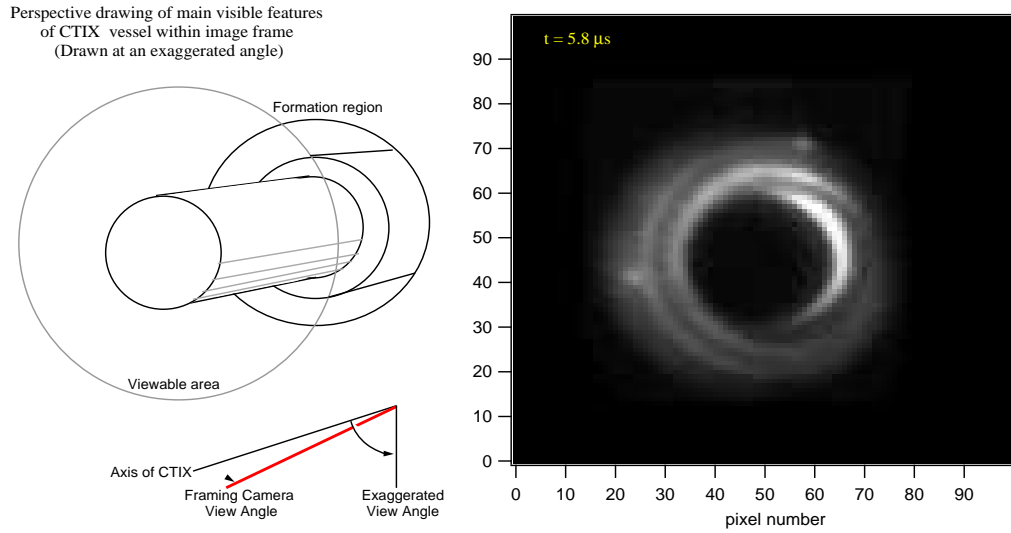 Perspective drawing of main visible features
of CTIX vessel within image frame
(Drawn at an exaggerated angle)
Formation region
Viewable area
Axis of CTIX
Framing Camera
View Angle
Exaggerated
View Angle
t = 5.8 μs
90
80
70
60
50
40
30
20
10
0
0 10 20 30 40 50 60 70 80 90
pixel number